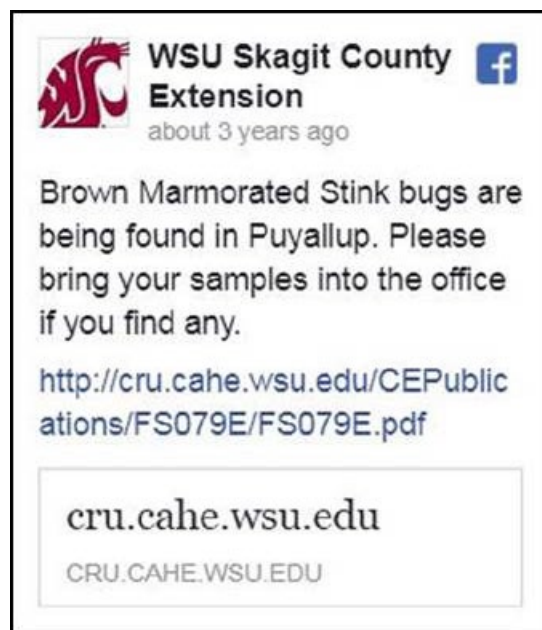 WSU Skagit County
Extension
about 3 years ago
Brown Marmorated Stink bugs are
being found in Puyallup. Please
bring your samples into the office
if you find any.
http://cru.cahe.wsu.edu/CEPublic
ations/FS079E/FS079E.pdf
cru.cahe.wsu.edu
CRU.CAHE.WSU.EDU